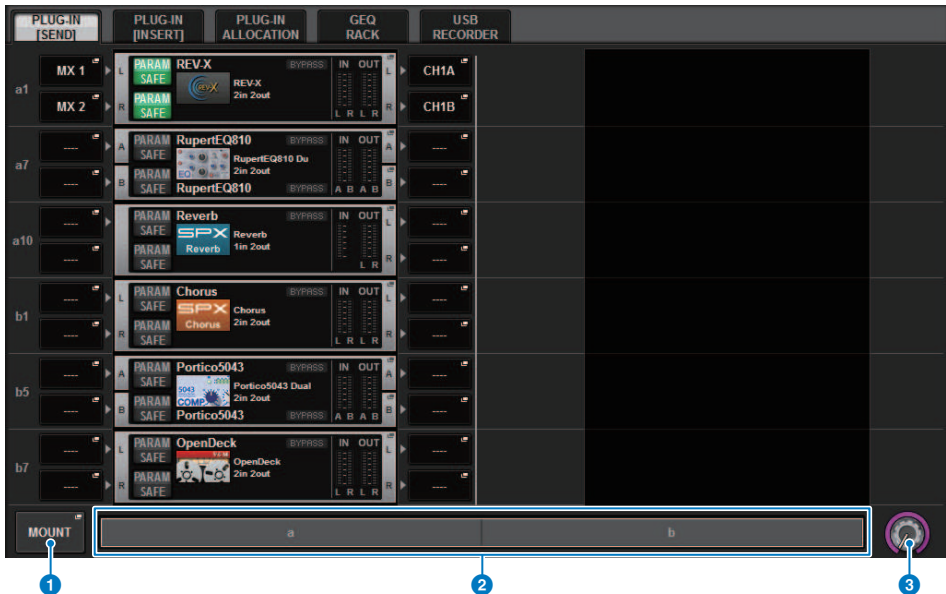 PLUG-IN [SEND]
PLUG-IN [INSERT]
PLUG-IN ALLOCATION
GEQ RACK
USB RECORDER
a1
MX 1
MX 2
L
R
PARAM SAFE
PARAM SAFE
REV-X
BYPASS
REV-X
REV-X
2in 2out
IN OUT
L R L R
L
R
CH1A
CH1B
a7
----
----
A
B
PARAM SAFE
PARAM SAFE
RupertEQ810
BYPASS
EQ
RupertEQ810 Du
2in 2out
RupertEQ810
BYPASS
IN OUT
A B A B
A
B
----
----
a10
----
----
PARAM SAFE
PARAM SAFE
Reverb
BYPASS
SPX
Reverb
Reverb
1in 2out
IN OUT
L R
L
R
----
----
b1
----
----
L
R
PARAM SAFE
PARAM SAFE
Chorus
BYPASS
SPX
Chorus
Chorus
2in 2out
IN OUT
L R L R
L
R
----
----
b5
----
----
A
B
PARAM SAFE
PARAM SAFE
Portico5043
BYPASS
5043
COMP
Portico5043 Dual
2in 2out
Portico5043
BYPASS
IN OUT
A B A B
A
B
----
----
b7
----
----
L
R
PARAM SAFE
PARAM SAFE
OpenDeck
BYPASS
OpenDeck
2in 2out
IN OUT
L R L R
L
R
----
----
MOUNT
a
b
1
2
3